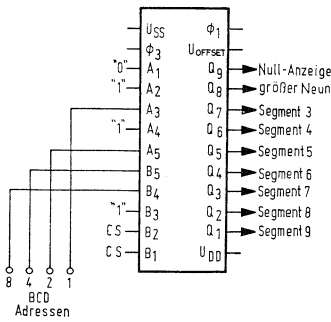 U_SS Φ_1
Φ_3 U_OFFSET
"0" A_1 Q_9 Null-Anzeige
"1" A_2 Q_8 größer Neun
A_3 Q_7 Segment 3
"1" A_4 Q_6 Segment 4
A_5 Q_5 Segment 5
B_5 Q_4 Segment 6
B_4 Q_3 Segment 7
"1" B_3 Q_2 Segment 8
CS B_2 Q_1 Segment 9
CS B_1 U_DD
8 4 2 1
BCD
Adressen